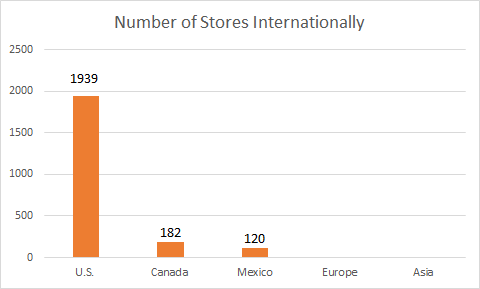 Number of Stores Internationally
2500
2000
1500
1000
500
0
1939
182
120
U.S.
Canada
Mexico
Europe
Asia